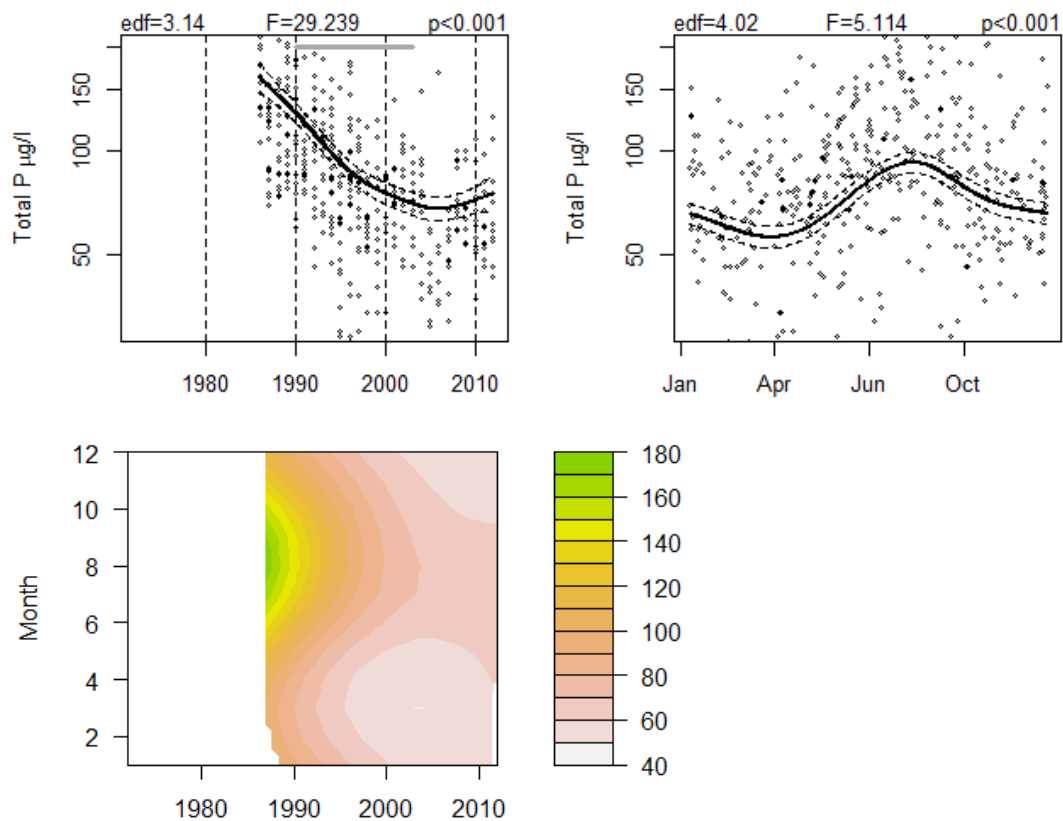 edf=3.14 F=29.239 p<0.001
Total P µg/l
150
100
50
1980 1990 2000 2010
edf=4.02 F=5.114 p<0.001
Total P µg/l
150
100
50
Jan Apr Jun Oct
Month
12
10
8
6
4
2
1980 1990 2000 2010
180
160
140
120
100
80
60
40